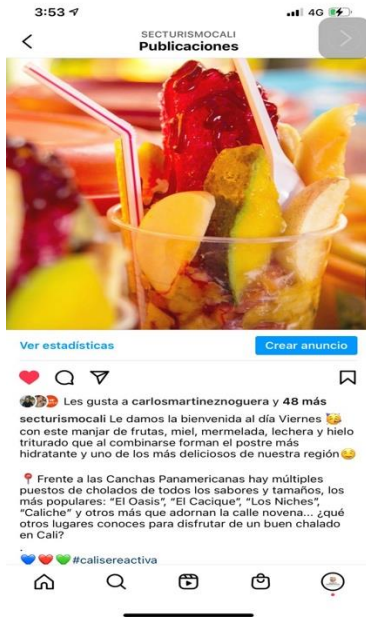 3:53
4G
SECTURISMOCALI
Publicaciones
Ver estadísticas
Crear anuncio
Les gusta a carlosmartineznoguera y 48 más
secturismocali Le damos la bienvenida al día Viernes 🥳
con este manjar de frutas, miel, mermelada, lechera y hielo
triturado que al combinarse forman el postre más
hidratante y uno de los más deliciosos de nuestra región😋
📍 Frente a las Canchas Panamericanas hay múltiples
puestos de cholados de todos los sabores y tamaños, los
más populares: “El Oasis”, “El Cacique”, “Los Niches”,
“Caliche” y otros más que adornan la calle novena... ¿qué
otros lugares conoces para disfrutar de un buen chalado
en Cali?
.
💙❤️💚#calisereactiva